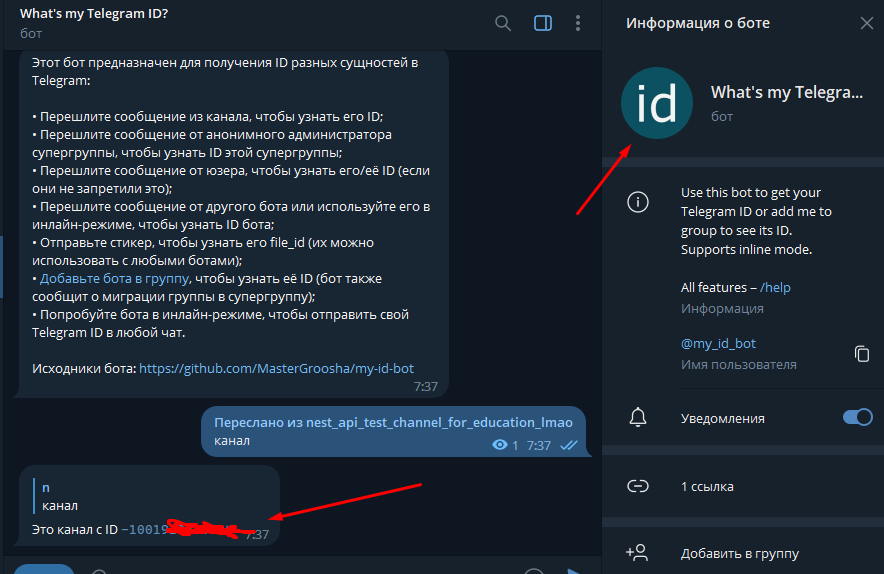 What's my Telegram ID?
бот
Этот бот предназначен для получения ID разных сущностей в
Telegram:
• Перешлите сообщение из канала, чтобы узнать его ID;
• Перешлите сообщение от анонимного администратора
супергруппы, чтобы узнать ID этой супергруппы;
• Перешлите сообщение от юзера, чтобы узнать его/её ID (если
они не запретили это);
• Перешлите сообщение от другого бота или используйте его в
инлайн-режиме, чтобы узнать ID бота;
• Отправьте стикер, чтобы узнать его file_id (их можно
использовать с любыми ботами);
• Добавьте бота в группу, чтобы узнать её ID (бот также
сообщит о миграции группы в супергруппу);
• Попробуйте бота в инлайн-режиме, чтобы отправить свой
Telegram ID в любой чат.
Исходники бота: https://github.com/MasterGroosha/my-id-bot
7:37
Переслано из nest_api_test_channel_for_education_lmao
канал
1 7:37
n
канал
Это канал с ID -10019
7:37
Информация о боте
id
What's my Telegra...
бот
Use this bot to get your
Telegram ID or add me to
group to see its ID.
Supports inline mode.
All features – /help
Информация
@my_id_bot
Имя пользователя
Уведомления
1 ссылка
Добавить в группу